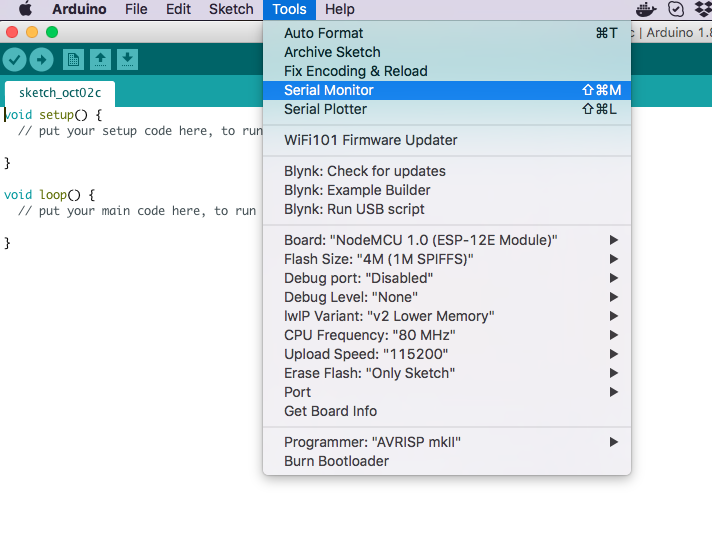 Arduino File Edit Sketch Tools Help
| Arduino 1.8
sketch_oct02c
void setup() {
// put your setup code here, to run
}
void loop() {
// put your main code here, to run
}
Auto Format ⌘T
Archive Sketch
Fix Encoding & Reload
Serial Monitor ⇧⌘M
Serial Plotter ⇧⌘L
WiFi101 Firmware Updater
Blynk: Check for updates
Blynk: Example Builder
Blynk: Run USB script
Board: "NodeMCU 1.0 (ESP-12E Module)"
Flash Size: "4M (1M SPIFFS)"
Debug port: "Disabled"
Debug Level: "None"
lwIP Variant: "v2 Lower Memory"
CPU Frequency: "80 MHz"
Upload Speed: "115200"
Erase Flash: "Only Sketch"
Port
Get Board Info
Programmer: "AVRISP mkII"
Burn Bootloader